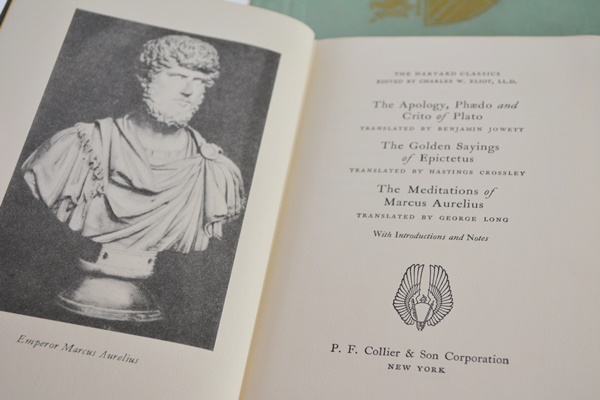 Emperor Marcus Aurelius
THE HARVARD CLASSICS
EDITED BY CHARLES W. ELIOT, LL.D.
The Apology, Phædo and
Crito of Plato
TRANSLATED BY BENJAMIN JOWETT
The Golden Sayings
of Epictetus
TRANSLATED BY HASTINGS CROSSLEY
The Meditations of
Marcus Aurelius
TRANSLATED BY GEORGE LONG
With Introductions and Notes
P. F. Collier & Son Corporation
NEW YORK